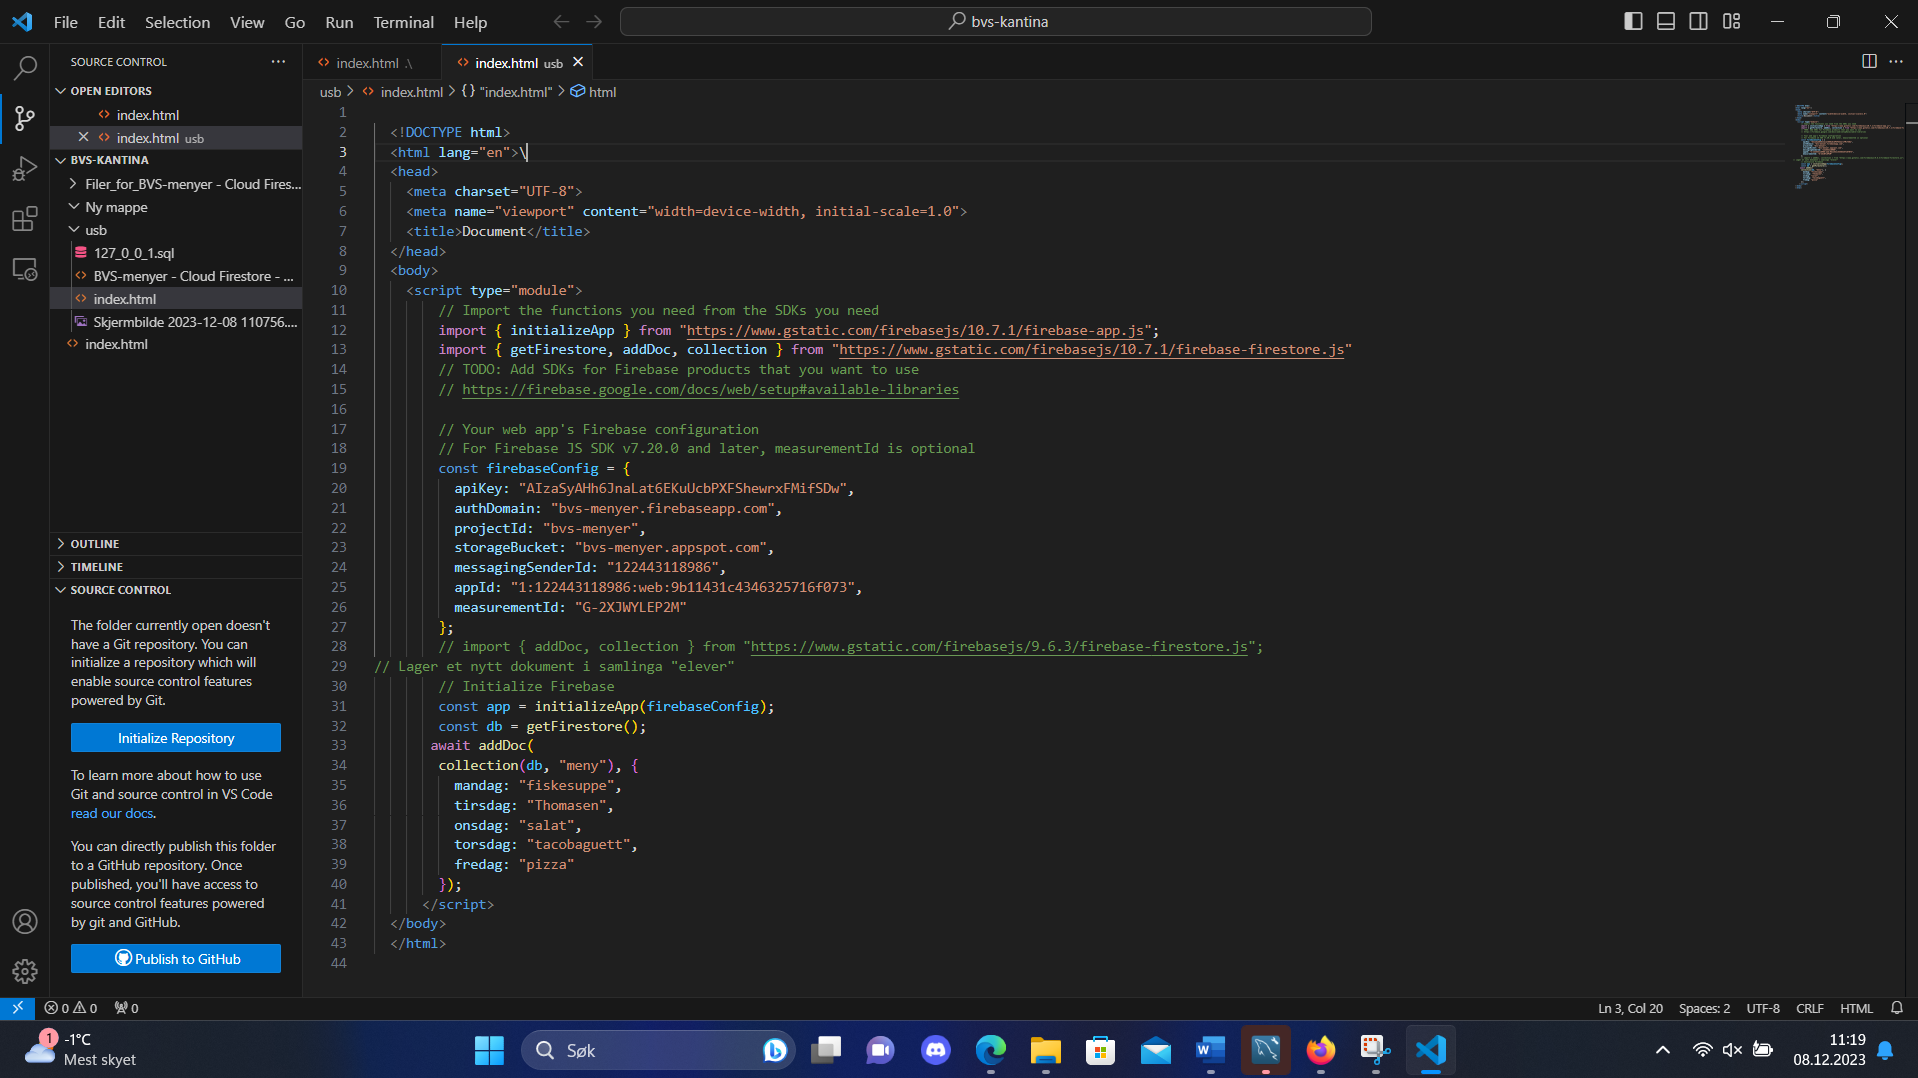 File Edit Selection View Go Run Terminal Help
bvs-kantina
SOURCE CONTROL
OPEN EDITORS
index.html
index.html usb
BVS-KANTINA
Filer_for_BVS-menyer - Cloud Fires...
Ny mappe
usb
127_0_0_1.sql
BVS-menyer - Cloud Firestore - ...
index.html
Skjermbilde 2023-12-08 110756....
index.html
OUTLINE
TIMELINE
SOURCE CONTROL
The folder currently open doesn't
have a Git repository. You can
initialize a repository which will
enable source control features
powered by Git.
Initialize Repository
To learn more about how to use
Git and source control in VS Code
read our docs.
You can directly publish this folder
to a GitHub repository. Once
published, you'll have access to
source control features powered
by git and GitHub.
Publish to GitHub
index.html .\
index.html usb
usb > index.html > {} "index.html" > html
1
2 <!DOCTYPE html>
3 <html lang="en">\
4 <head>
5 <meta charset="UTF-8">
6 <meta name="viewport" content="width=device-width, initial-scale=1.0">
7 <title>Document</title>
8 </head>
9 <body>
10 <script type="module">
11 // Import the functions you need from the SDKs you need
12 import { initializeApp } from "https://www.gstatic.com/firebasejs/10.7.1/firebase-app.js";
13 import { getFirestore, addDoc, collection } from "https://www.gstatic.com/firebasejs/10.7.1/firebase-firestore.js"
14 // TODO: Add SDKs for Firebase products that you want to use
15 // https://firebase.google.com/docs/web/setup#available-libraries
16
17 // Your web app's Firebase configuration
18 // For Firebase JS SDK v7.20.0 and later, measurementId is optional
19 const firebaseConfig = {
20 apiKey: "AIzaSyAHh6JnaLat6EKuUcbPXFShewrxFMifSDw",
21 authDomain: "bvs-menyer.firebaseapp.com",
22 projectId: "bvs-menyer",
23 storageBucket: "bvs-menyer.appspot.com",
24 messagingSenderId: "122443118986",
25 appId: "1:122443118986:web:9b11431c4346325716f073",
26 measurementId: "G-2XJWYLEP2M"
27 };
28 // import { addDoc, collection } from "https://www.gstatic.com/firebasejs/9.6.3/firebase-firestore.js";
29 // Lager et nytt dokument i samlinga "elever"
30 // Initialize Firebase
31 const app = initializeApp(firebaseConfig);
32 const db = getFirestore();
33 await addDoc(
34 collection(db, "meny"), {
35 mandag: "fiskesuppe",
36 tirsdag: "Thomasen",
37 onsdag: "salat",
38 torsdag: "tacobaguett",
39 fredag: "pizza"
40 });
41 </script>
42 </body>
43 </html>
44
0 0 0
Ln 3, Col 20 Spaces: 2 UTF-8 CRLF HTML
1 -1°C
Mest skyet
Søk
11:19
08.12.2023